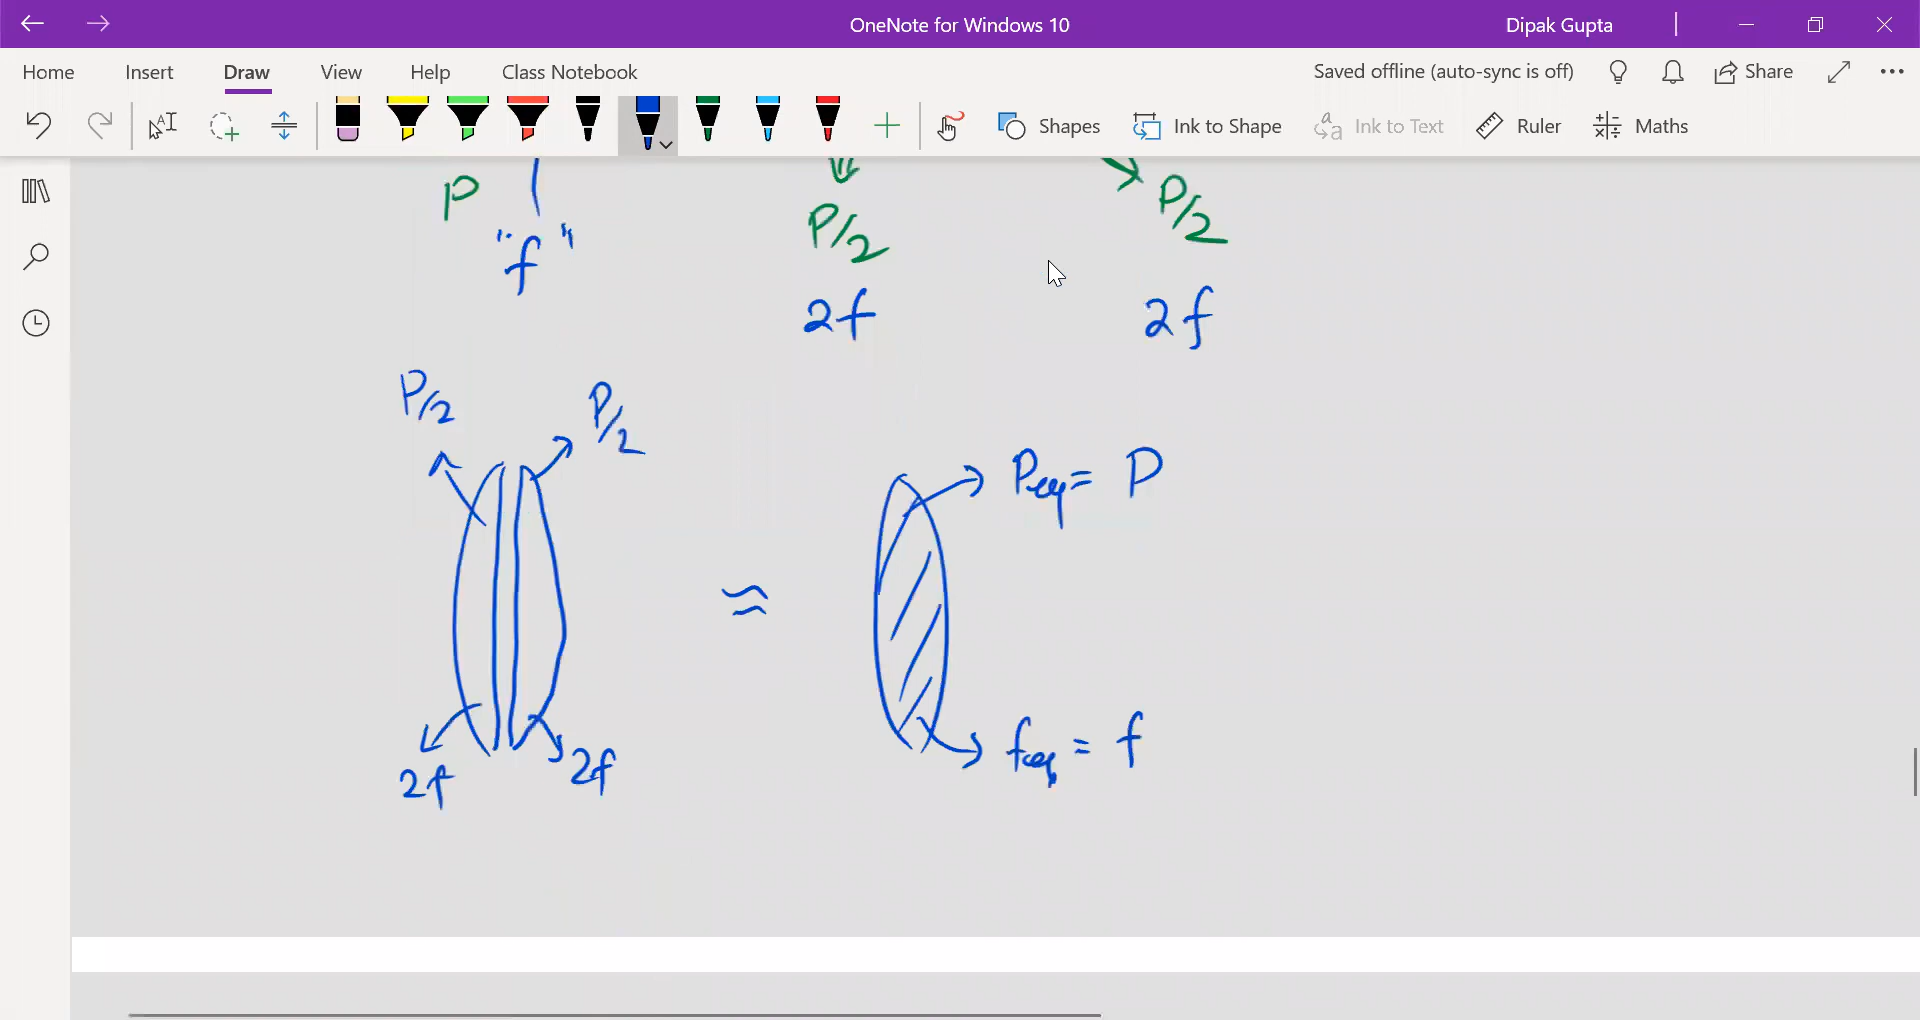 OneNote for Windows 10
Dipak Gupta
Home Insert Draw View Help Class Notebook
Saved offline (auto-sync is off)
Share
Shapes
Ink to Shape
Ink to Text
Ruler
Maths
P
P/2
P/2
"f"
2f
2f
P/2
P/2
Peq = P
≈
2f
2f
feq = f